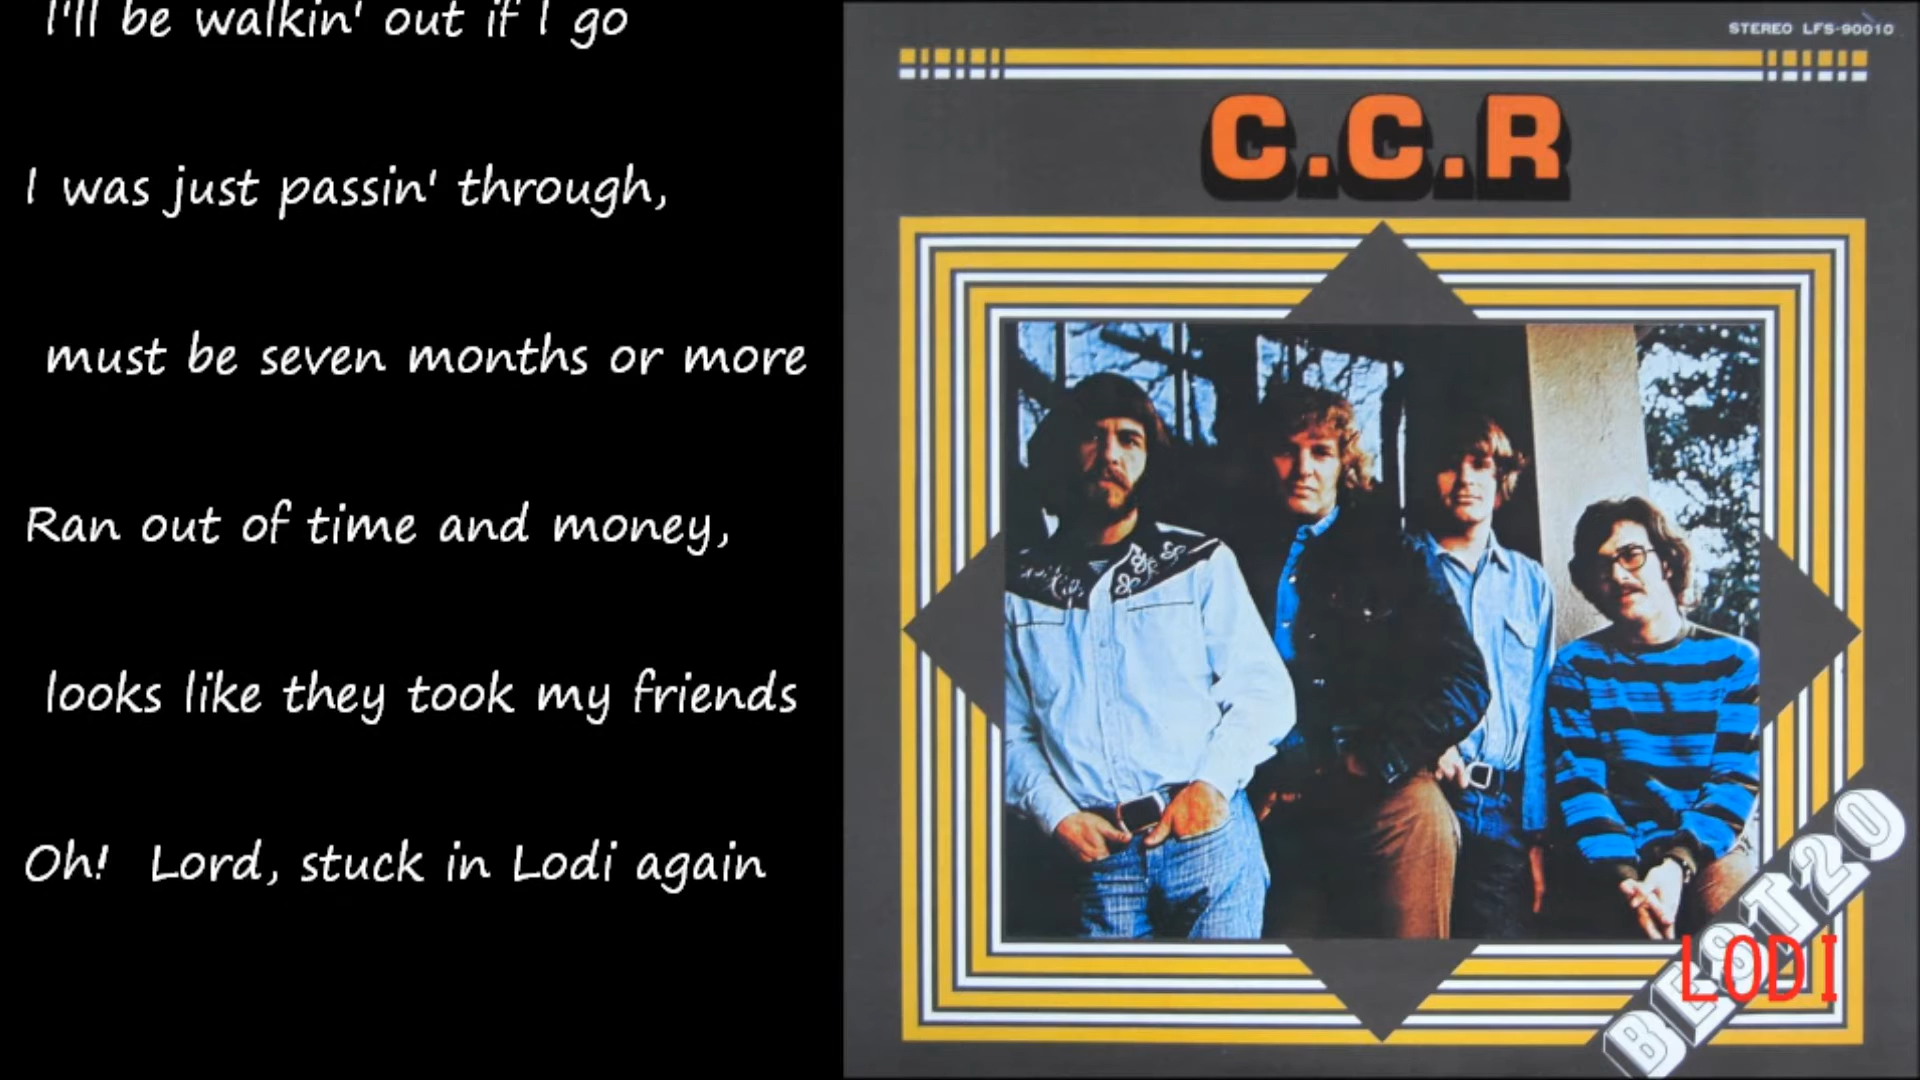 I'll be walkin' out if I go
I was just passin' through,
must be seven months or more
Ran out of time and money,
looks like they took my friends
Oh! Lord, stuck in Lodi again
STEREO LFS-90010
C.C.R
BEST20
LODI